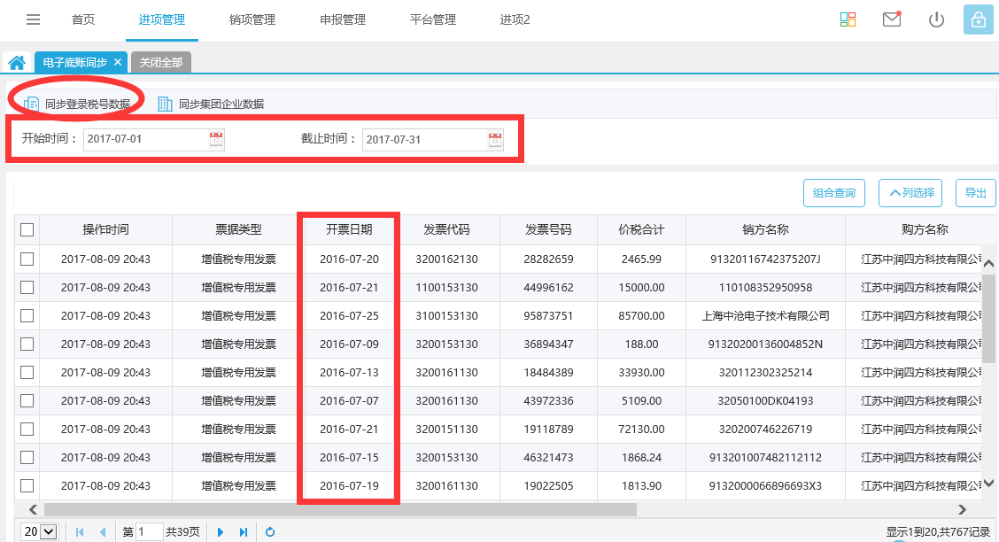 首页 进项管理 销项管理 申报管理 平台管理 进项2
电子底账同步 × 关闭全部
同步登录税号数据 同步集团企业数据
开始时间： 2017-07-01 截止时间： 2017-07-31
组合查询 列选择 导出
操作时间 票据类型 开票日期 发票代码 发票号码 价税合计 销方名称 购方名称
2017-08-09 20:43 增值税专用发票 2016-07-20 3200162130 28282659 2465.99 91320116742375207J 江苏中润四方科技有限公司
2017-08-09 20:43 增值税专用发票 2016-07-21 1100153130 44996162 15000.00 110108352950958 江苏中润四方科技有限公司
2017-08-09 20:43 增值税专用发票 2016-07-25 3100153130 95873751 85700.00 上海中沧电子技术有限公司 江苏中润四方科技有限公司
2017-08-09 20:43 增值税专用发票 2016-07-09 3200153130 36894347 188.00 91320200136004852N 江苏中润四方科技有限公司
2017-08-09 20:43 增值税专用发票 2016-07-13 3200161130 18484389 33930.00 320112302325214 江苏中润四方科技有限公司
2017-08-09 20:43 增值税专用发票 2016-07-07 3200161130 43972336 5109.00 32050100DK04193 江苏中润四方科技有限公司
2017-08-09 20:43 增值税专用发票 2016-07-21 3200151130 19118789 72130.00 320200746226719 江苏中润四方科技有限公司
2017-08-09 20:43 增值税专用发票 2016-07-15 3200153130 46321473 1868.24 913201007482112112 江苏中润四方科技有限公司
2017-08-09 20:43 增值税专用发票 2016-07-19 3200161130 19022505 1813.90 9132000066896693X3 江苏中润四方科技有限公司
20 第 1 共39页 显示1到20,共767记录